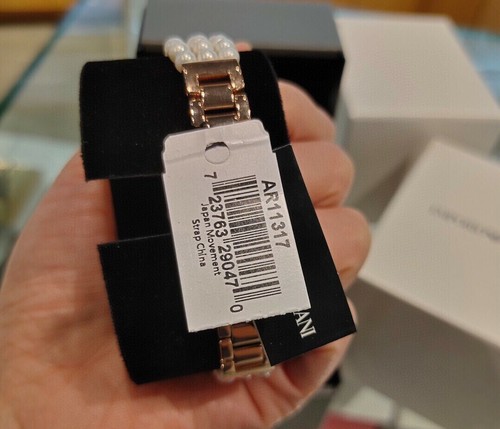 AR11317
7 23763 29047 0
Japan Movement
Strap China
ANI